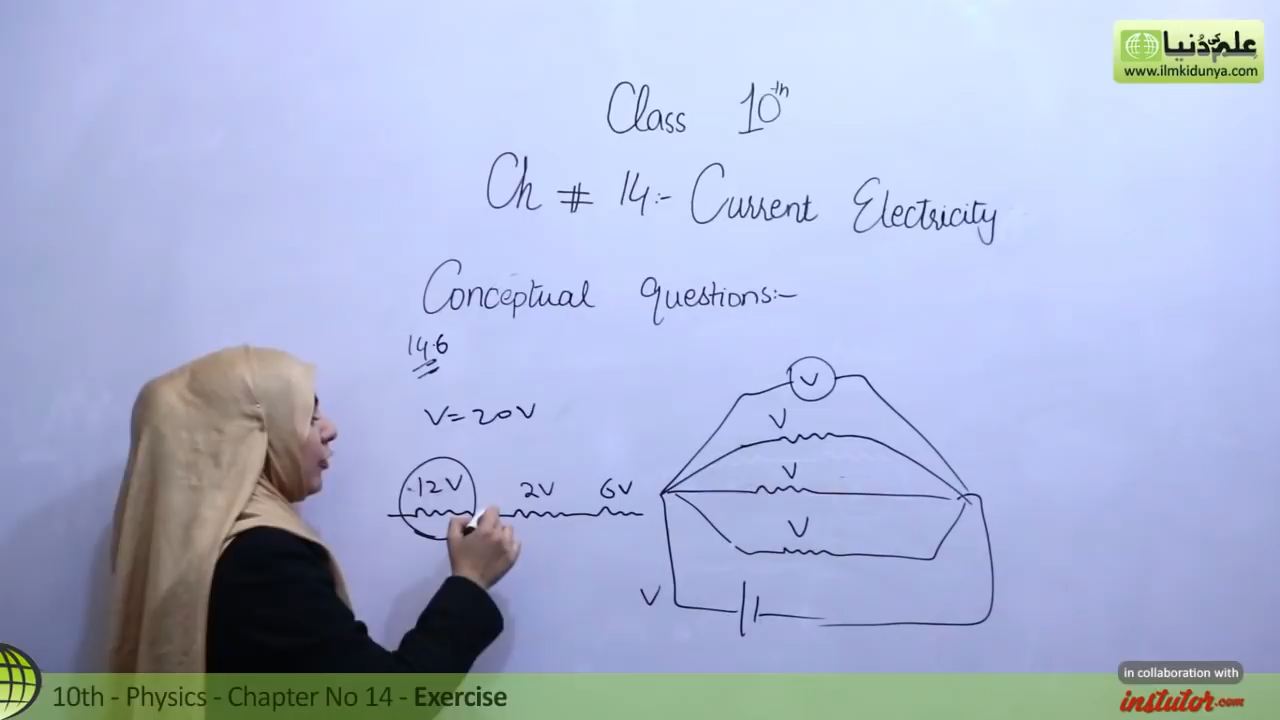 علم کی دُنیا
www.ilmkidunya.com
Class 10th
Ch # 14:- Current Electricity
Conceptual questions:-
14.6
V=20V
12V 2V 6V
V
V
V
V
V
in collaboration with
instutor.com
10th - Physics - Chapter No 14 - Exercise